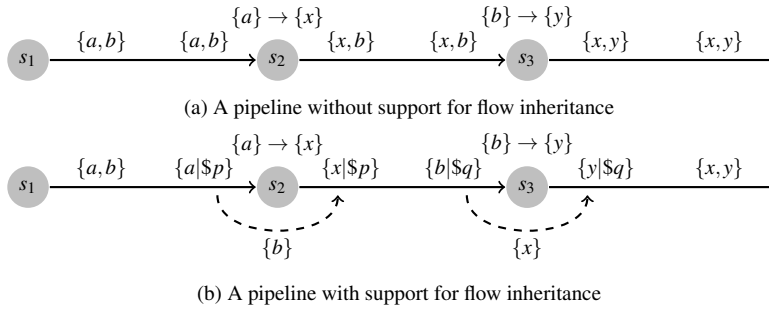 {a} → {x} {b} → {y}
{a,b} {a,b} {x,b} {x,b} {x,y} {x,y}
s1 s2 s3
(a) A pipeline without support for flow inheritance
{a} → {x} {b} → {y}
{a,b} {a|$p} {x|$p} {b|$q} {y|$q} {x,y}
s1 s2 s3
{b} {x}
(b) A pipeline with support for flow inheritance